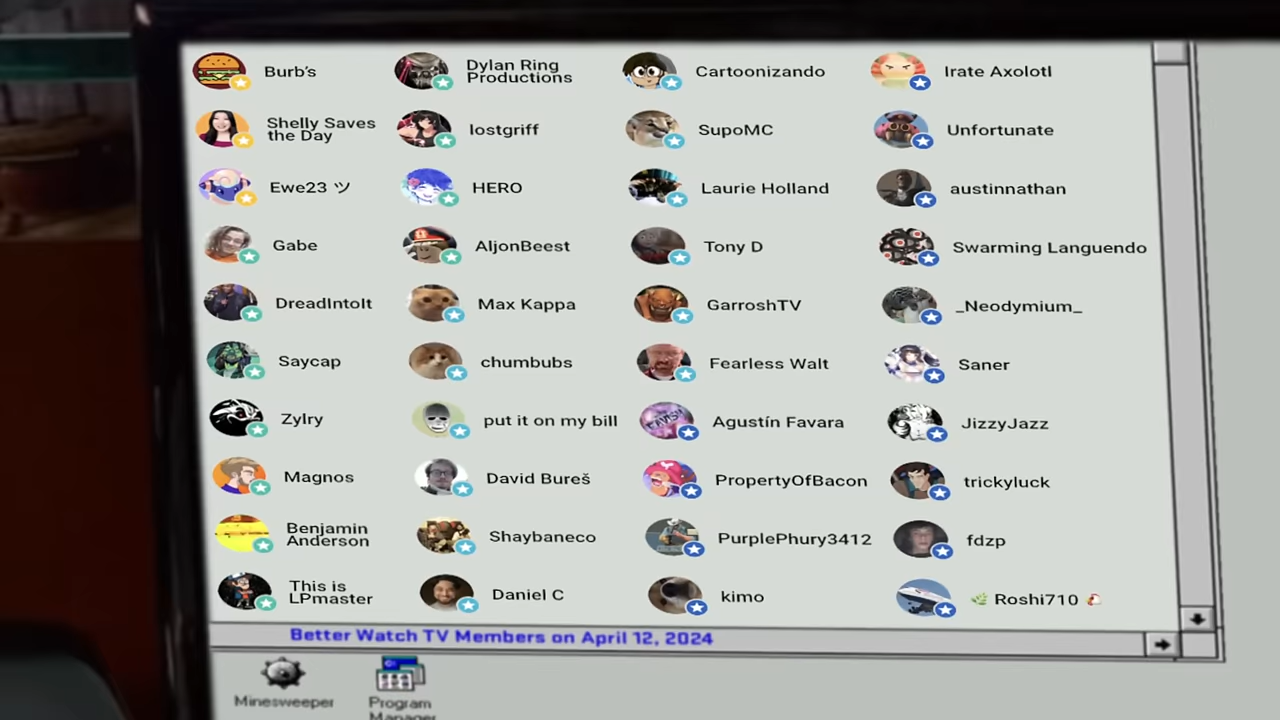 Burb's
Dylan Ring
Productions
Cartoonizando
Irate Axolotl
Shelly Saves
the Day
lostgriff
SupoMC
Unfortunate
Ewe23 ツ
HERO
Laurie Holland
austinnathan
Gabe
AljonBeest
Tony D
Swarming Languendo
DreadIntoIt
Max Kappa
GarroshTV
_Neodymium_
Saycap
chumbubs
Fearless Walt
Saner
Zylry
put it on my bill
Agustín Favara
JizzyJazz
Magnos
David Bureš
PropertyOfBacon
trickyluck
Benjamin
Anderson
Shaybaneco
PurplePhury3412
fdzp
This is
LPmaster
Daniel C
kimo
🌿 Roshi710 🐔
Better Watch TV Members on April 12, 2024
Minesweeper
Program
Manager